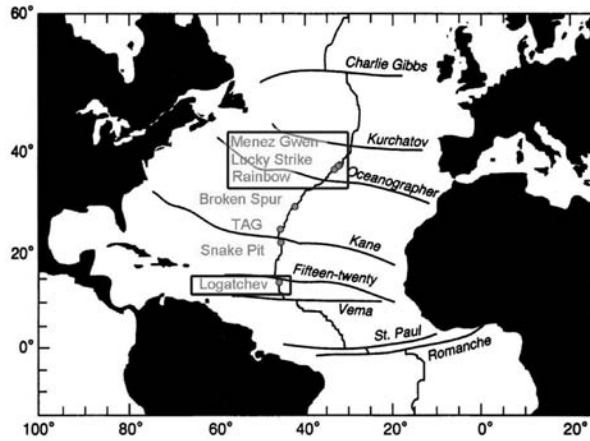 60°
Charlie Gibbs
Menez Gwen
Kurchatov
40°
Lucky Strike
Rainbow
Oceanographer
Broken Spur
TAG
Kane
20°
Snake Pit
Fifteen-twenty
Logatchev
Vema
St. Paul
0°
Romanche
100° 80° 60° 40° 20° 0° 20°